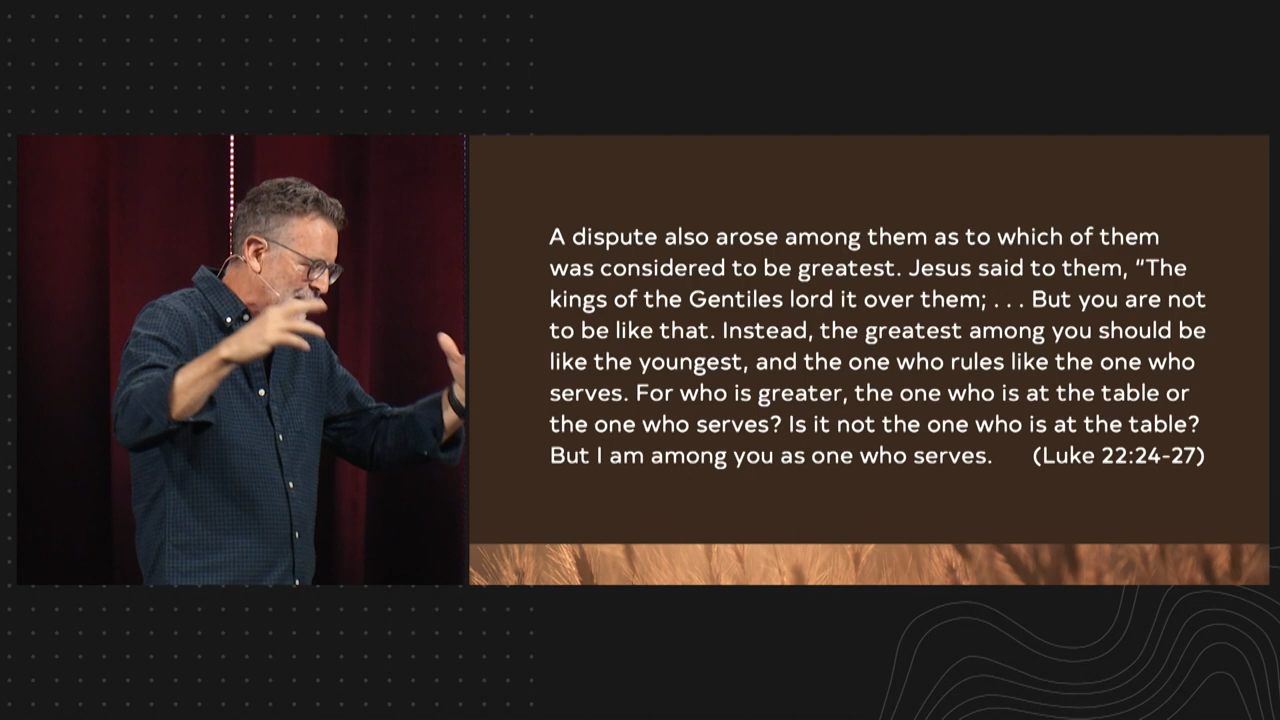 A dispute also arose among them as to which of them
was considered to be greatest. Jesus said to them, "The
kings of the Gentiles lord it over them; . . . But you are not
to be like that. Instead, the greatest among you should be
like the youngest, and the one who rules like the one who
serves. For who is greater, the one who is at the table or
the one who serves? Is it not the one who is at the table?
But I am among you as one who serves. (Luke 22:24-27)